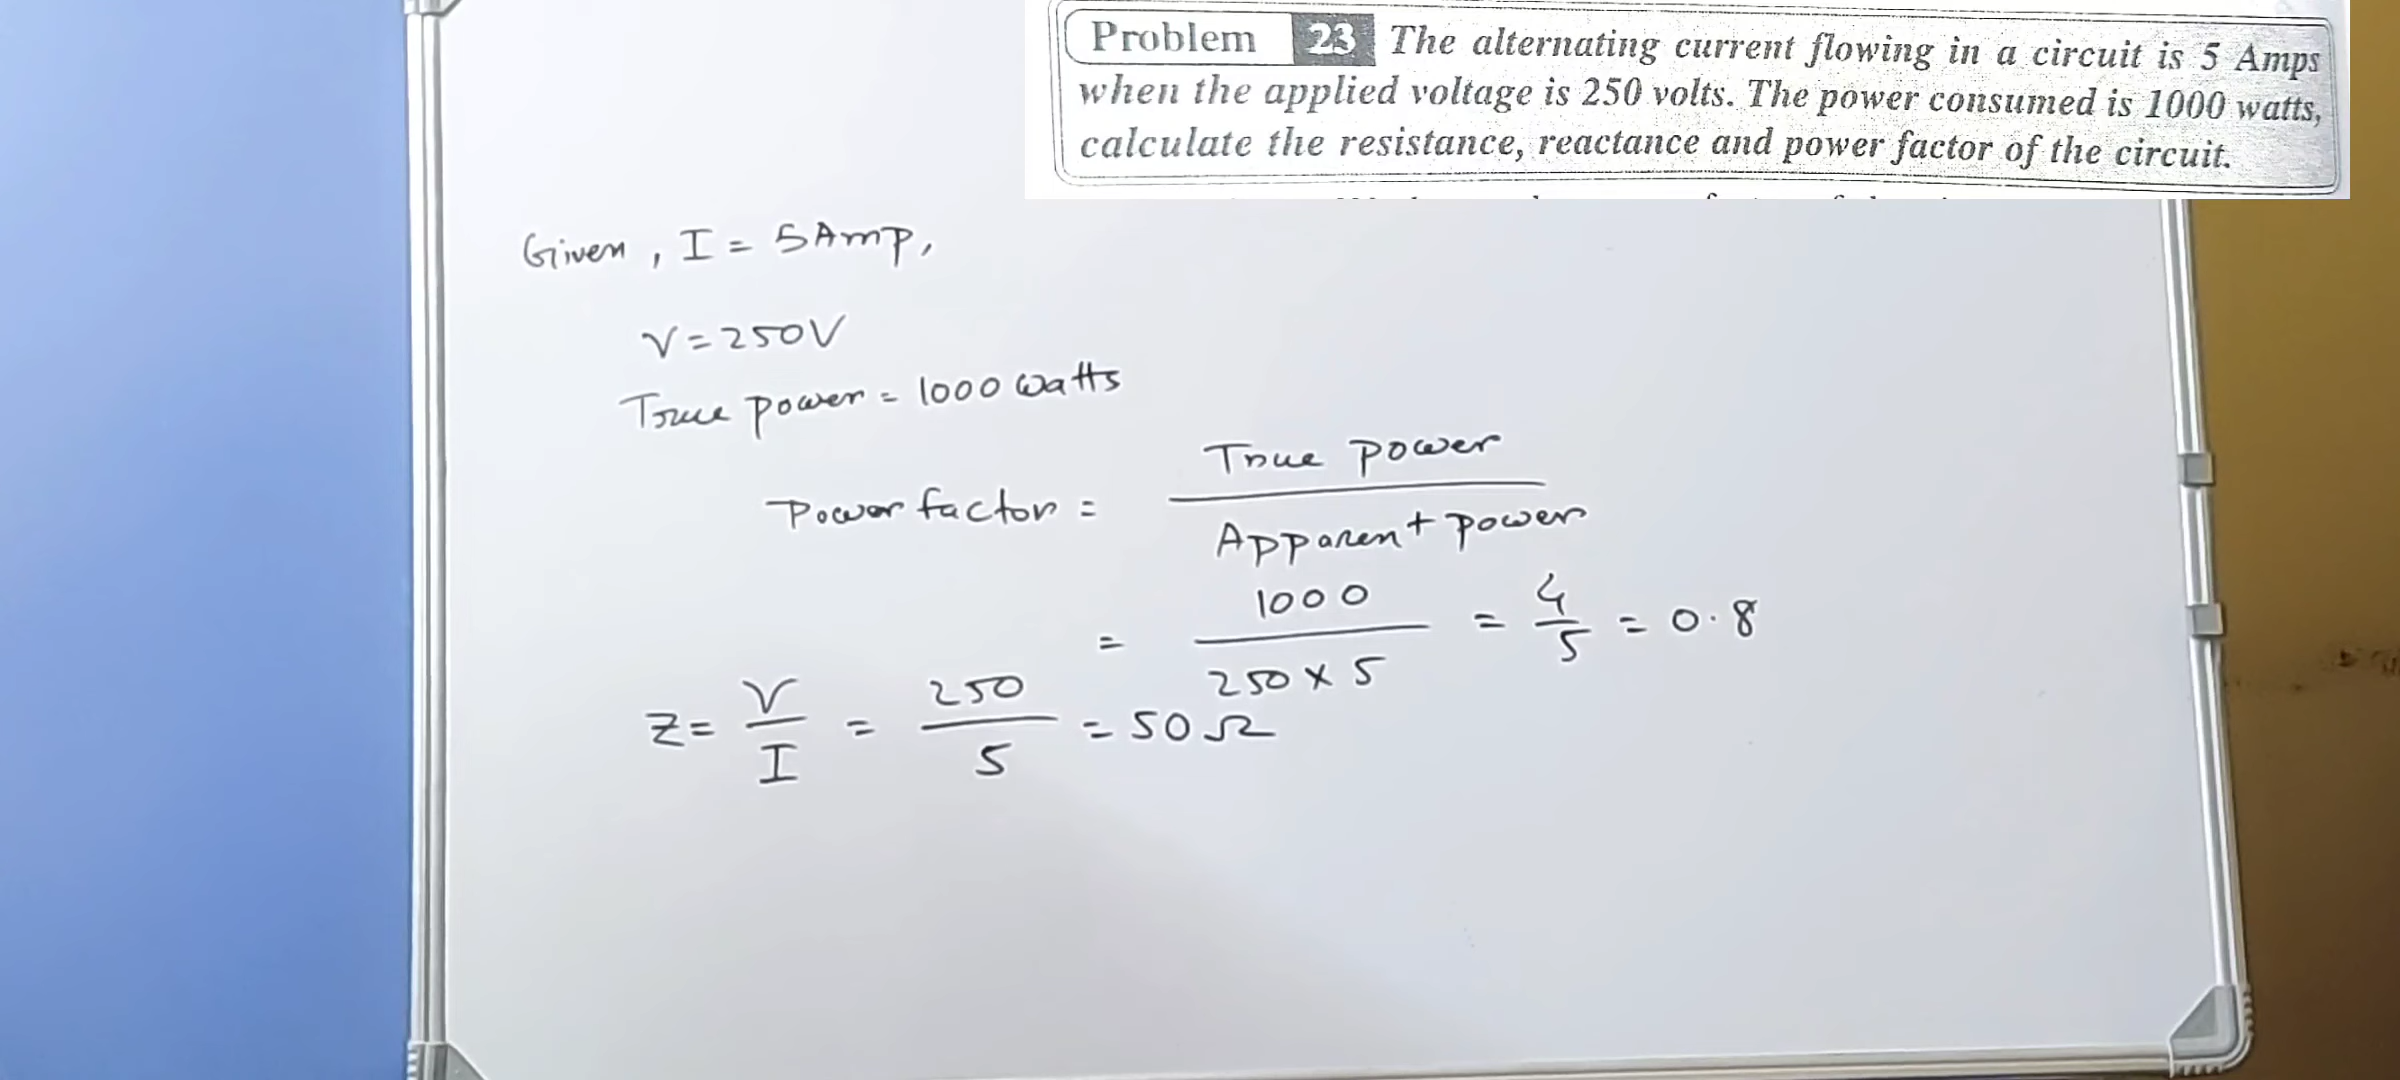 Problem 23 The alternating current flowing in a circuit is 5 Amps
when the applied voltage is 250 volts. The power consumed is 1000 watts,
calculate the resistance, reactance and power factor of the circuit.
Given, I = 5Amp,
V = 250V
True power = 1000 watts
Power factor = True power / Apparent power
= 1000 / 250 × 5 = 4/5 = 0.8
Z = V/I = 250/5 = 50Ω